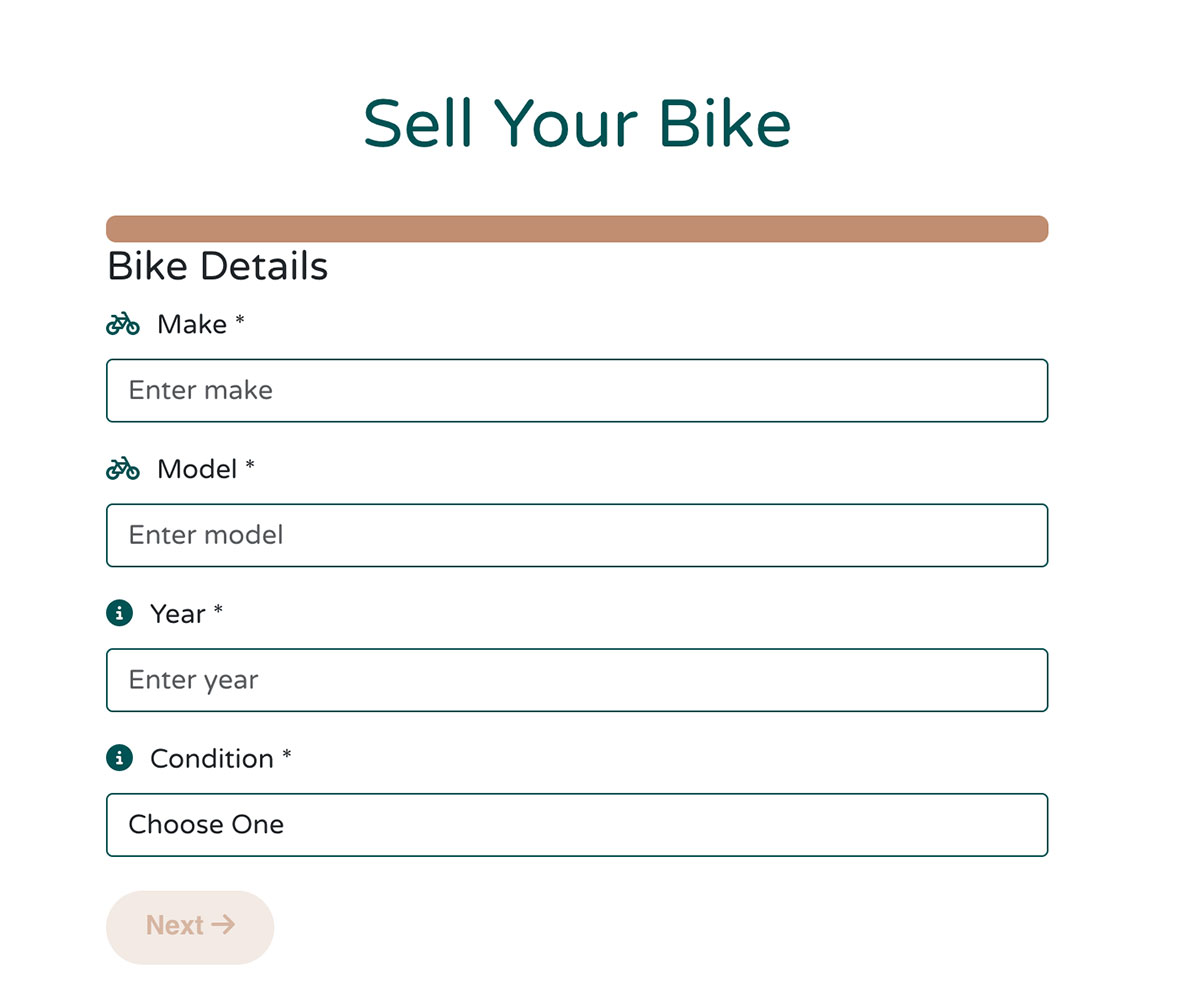 Sell Your Bike
Bike Details
Make *
Enter make
Model *
Enter model
Year *
Enter year
Condition *
Choose One
Next →